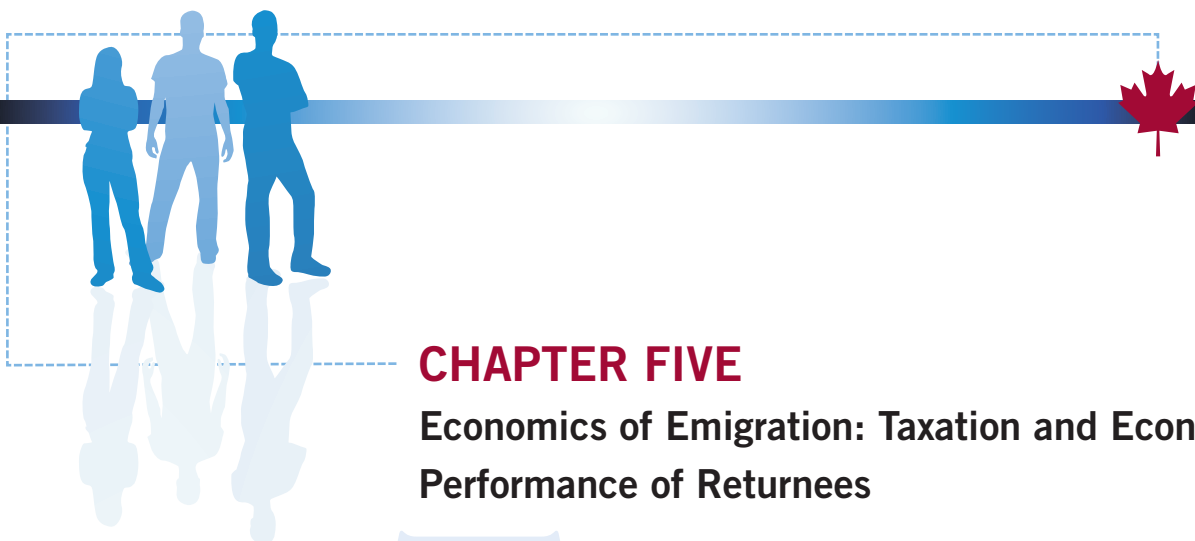 CHAPTER FIVE
Economics of Emigration: Taxation and Econ
Performance of Returnees